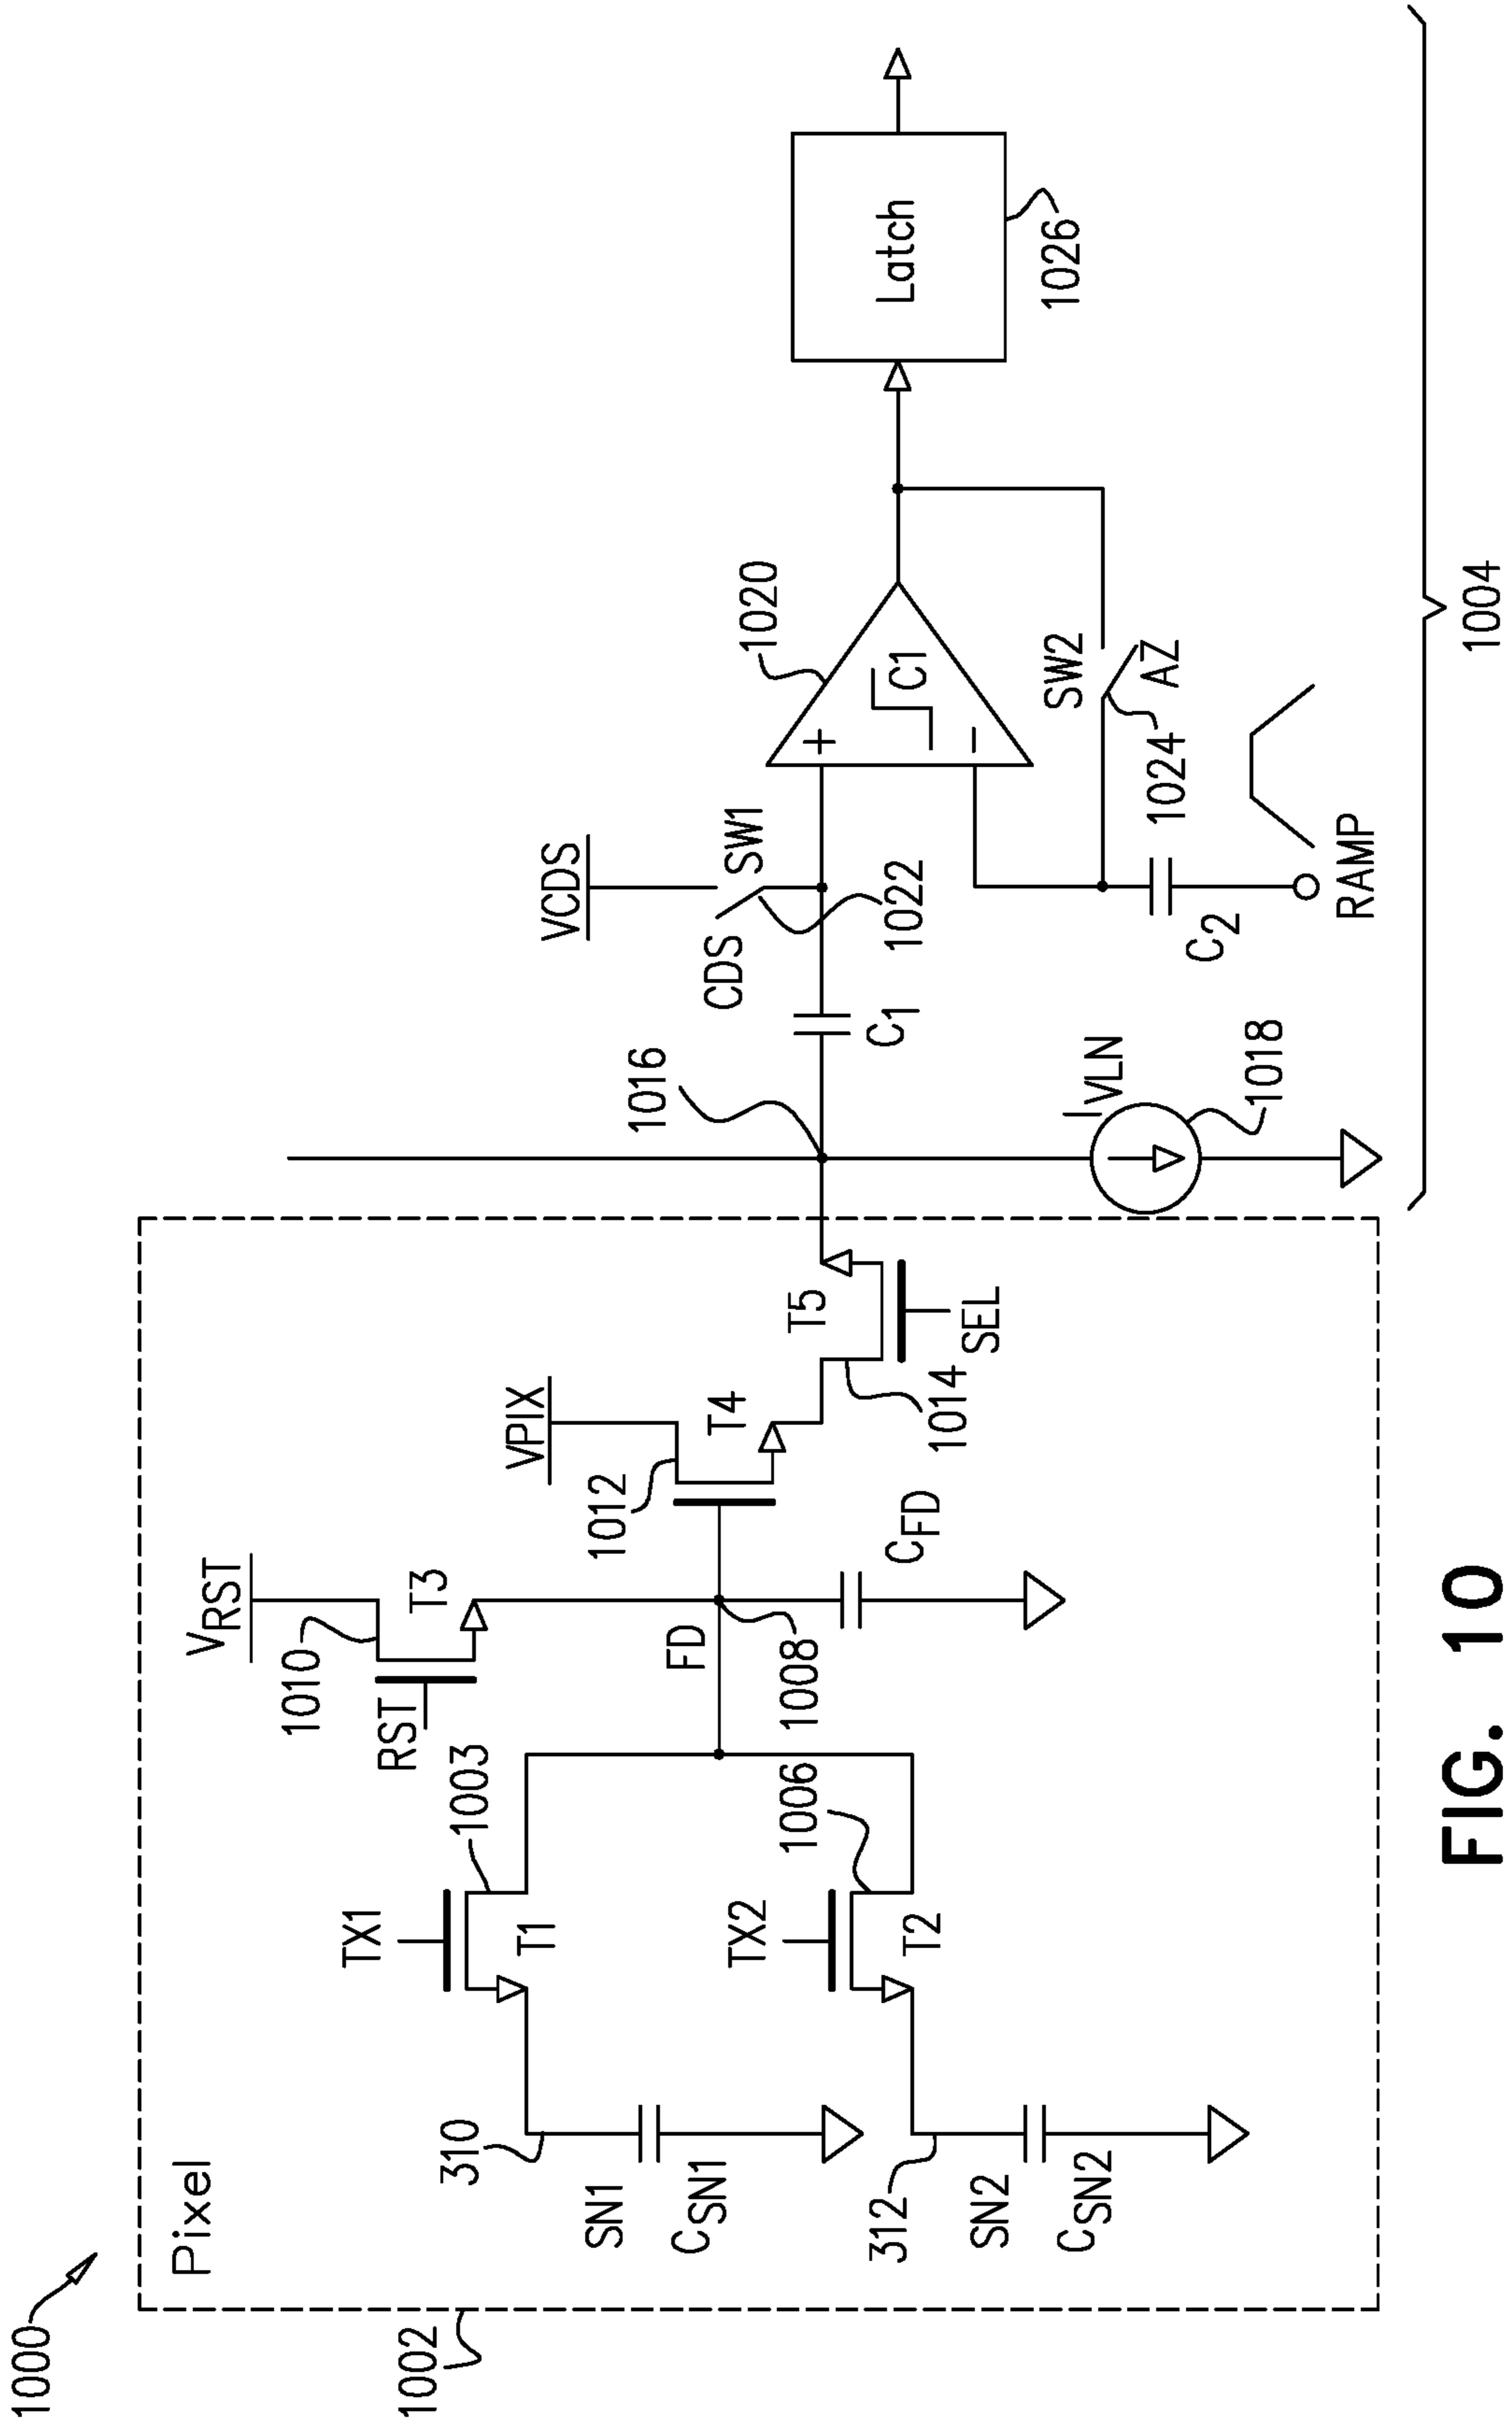 1000
1002
Pixel
310
SN1
CSN1
312
SN2
CSN2
TX1
T1
1003
TX2
T2
1006
VRST
1010
RST
T3
FD
1008
CFD
VPIX
1012
T4
1014
T5
SEL
1016
IVLN
1018
C1
VCDS
CDS
SW1
1022
C2
RAMP
1020
+
−
C1
SW2
1024
AZ
Latch
1026
1004
FIG. 10